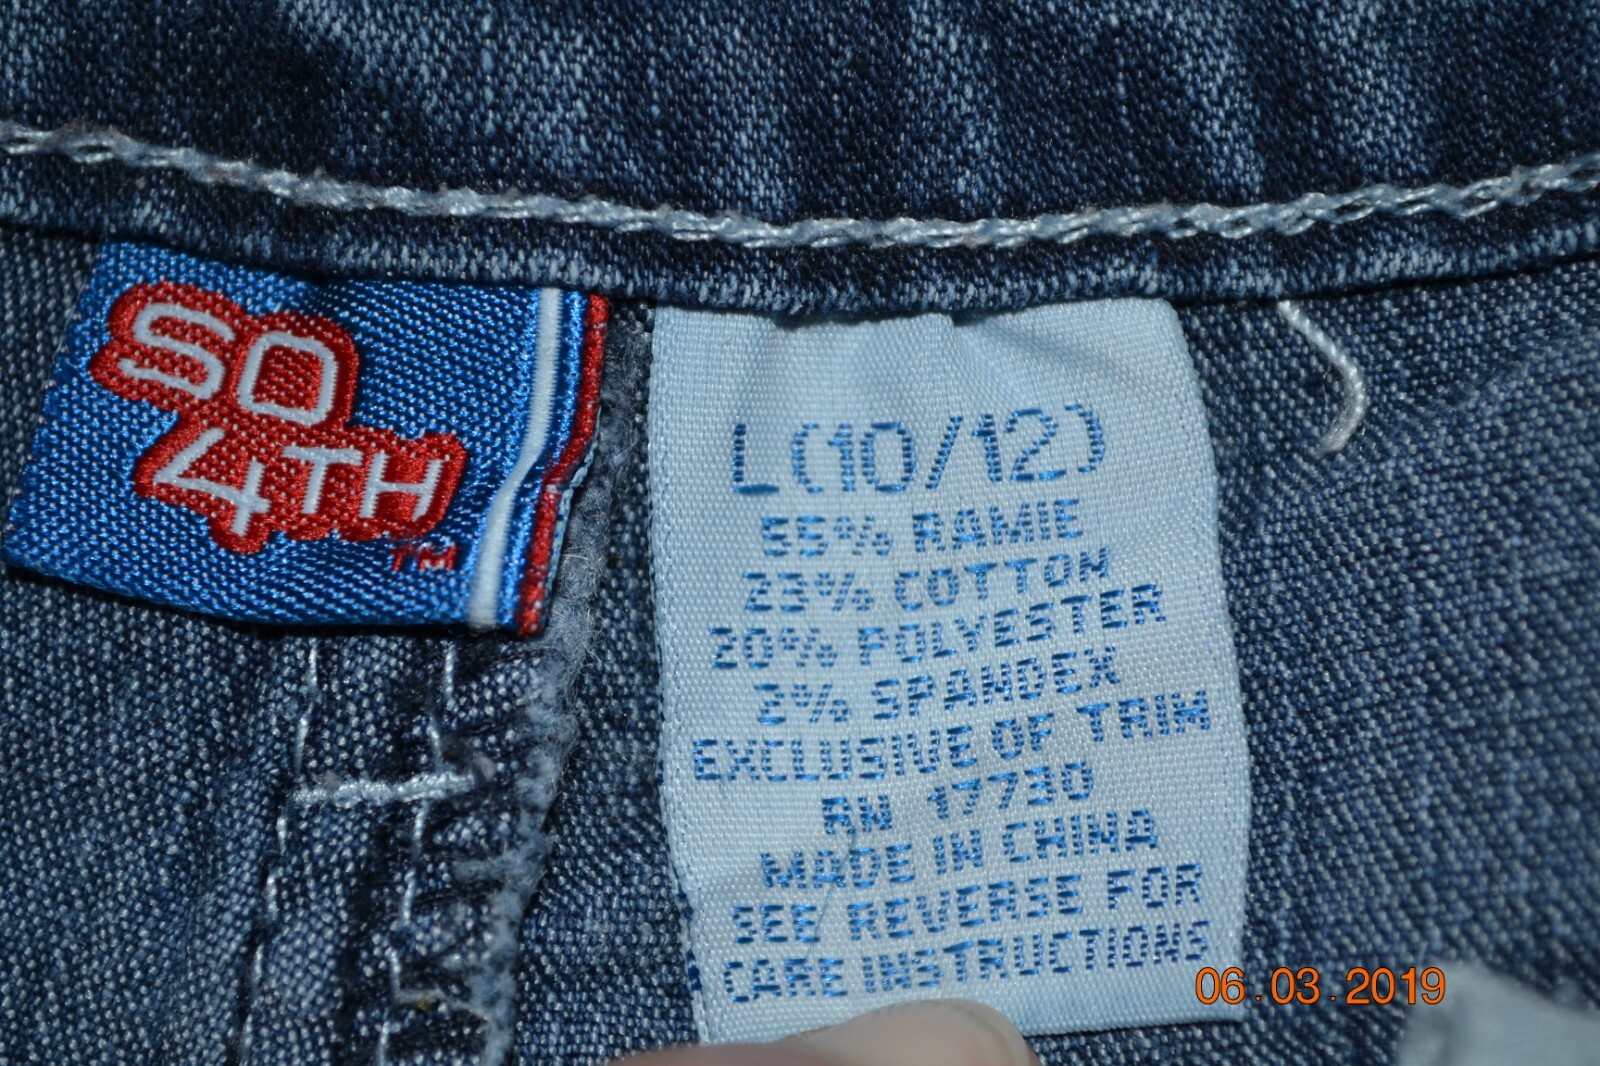 SO
4TH
TM
L(10/12)
55% RAMIE
23% COTTON
20% POLYESTER
2% SPANDEX
EXCLUSIVE OF TRIM
RN 17730
MADE IN CHINA
SEE REVERSE FOR
CARE INSTRUCTIONS
06.03.2019